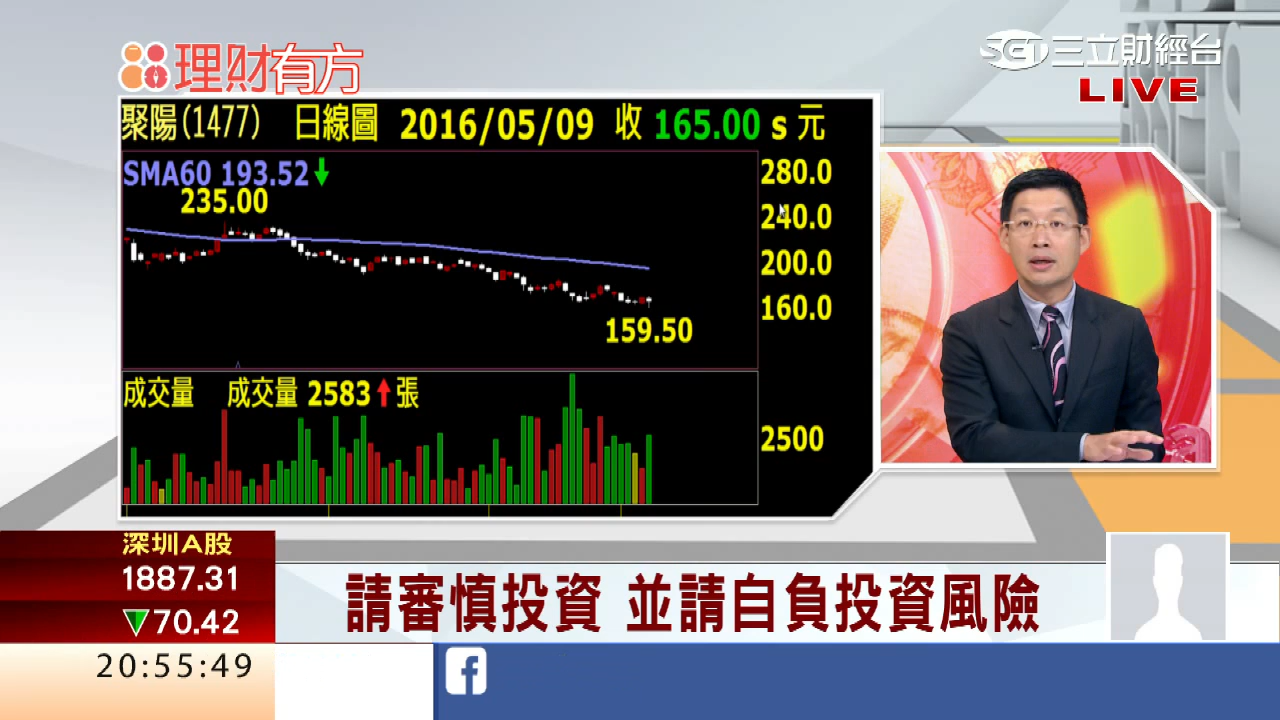 理財有方
SET三立財經台
LIVE
聚陽(1477) 日線圖 2016/05/09 收 165.00 s 元
SMA60 193.52↓
235.00
280.0
240.0
200.0
160.0
159.50
成交量 成交量 2583↑張
2500
深圳A股
1887.31
▼70.42
請審慎投資 並請自負投資風險
20:55:49
f